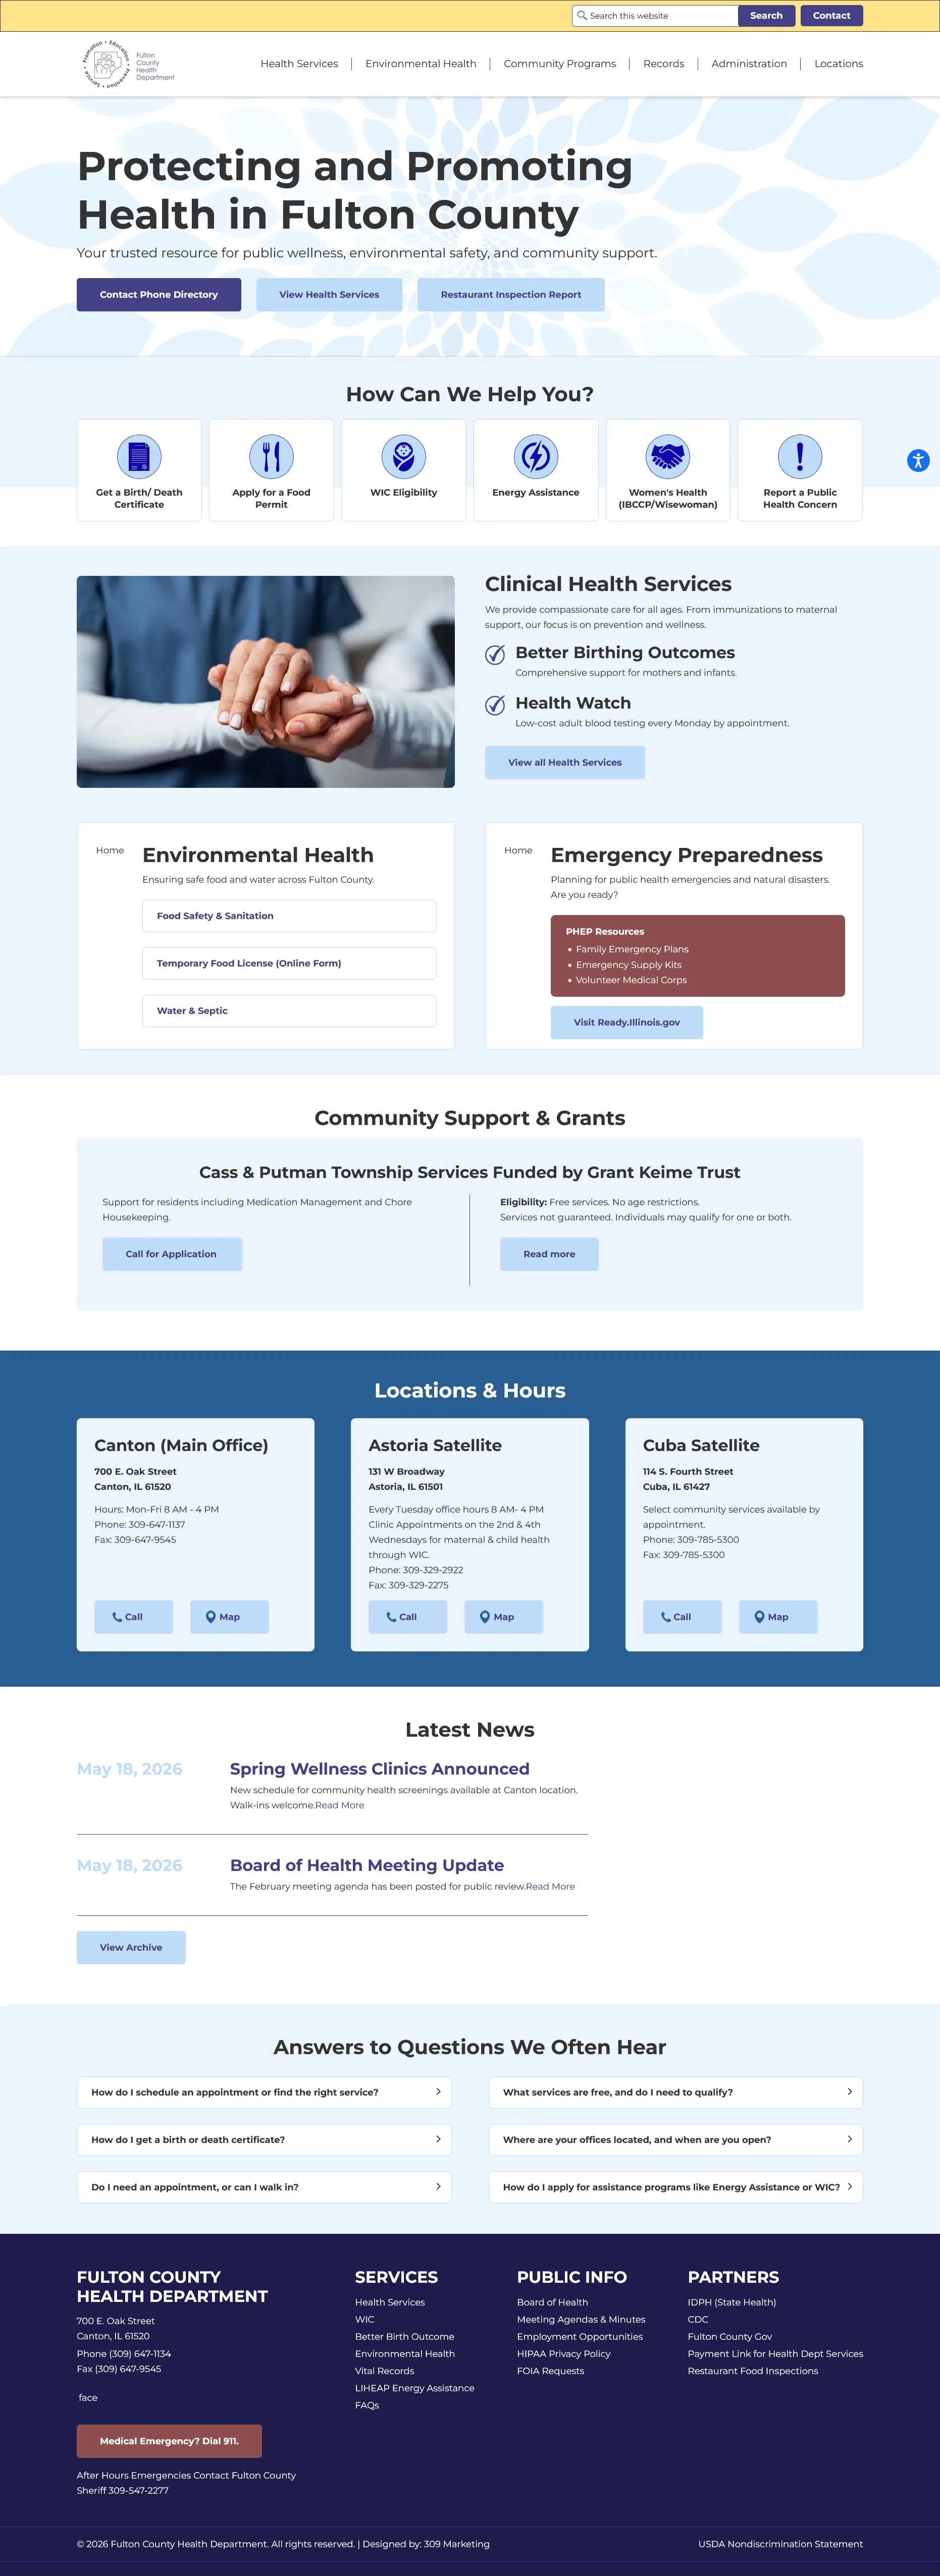 Search this website
Search
Contact
Promotion • Education • Prevention • Service
Fulton
County
Health
Department
Health Services
Environmental Health
Community Programs
Records
Administration
Locations
Protecting and Promoting
Health in Fulton County
Your trusted resource for public wellness, environmental safety, and community support.
Contact Phone Directory
View Health Services
Restaurant Inspection Report
How Can We Help You?
Get a Birth/ Death
Certificate
Apply for a Food
Permit
WIC Eligibility
Energy Assistance
Women's Health
(IBCCP/Wisewoman)
Report a Public
Health Concern
Clinical Health Services
We provide compassionate care for all ages. From immunizations to maternal
support, our focus is on prevention and wellness.
Better Birthing Outcomes
Comprehensive support for mothers and infants.
Health Watch
Low-cost adult blood testing every Monday by appointment.
View all Health Services
Home
Environmental Health
Ensuring safe food and water across Fulton County.
Food Safety & Sanitation
Temporary Food License (Online Form)
Water & Septic
Home
Emergency Preparedness
Planning for public health emergencies and natural disasters.
Are you ready?
PHEP Resources
• Family Emergency Plans
• Emergency Supply Kits
• Volunteer Medical Corps
Visit Ready.Illinois.gov
Community Support & Grants
Cass & Putman Township Services Funded by Grant Keime Trust
Support for residents including Medication Management and Chore
Housekeeping.
Call for Application
Eligibility: Free services. No age restrictions.
Services not guaranteed. Individuals may qualify for one or both.
Read more
Locations & Hours
Canton (Main Office)
700 E. Oak Street
Canton, IL 61520
Hours: Mon-Fri 8 AM - 4 PM
Phone: 309-647-1137
Fax: 309-647-9545
Call
Map
Astoria Satellite
131 W Broadway
Astoria, IL 61501
Every Tuesday office hours 8 AM- 4 PM
Clinic Appointments on the 2nd & 4th
Wednesdays for maternal & child health
through WIC.
Phone: 309-329-2922
Fax: 309-329-2275
Call
Map
Cuba Satellite
114 S. Fourth Street
Cuba, IL 61427
Select community services available by
appointment.
Phone: 309-785-5300
Fax: 309-785-5300
Call
Map
Latest News
May 18, 2026
Spring Wellness Clinics Announced
New schedule for community health screenings available at Canton location.
Walk-ins welcome.Read More
May 18, 2026
Board of Health Meeting Update
The February meeting agenda has been posted for public review.Read More
View Archive
Answers to Questions We Often Hear
How do I schedule an appointment or find the right service?
What services are free, and do I need to qualify?
How do I get a birth or death certificate?
Where are your offices located, and when are you open?
Do I need an appointment, or can I walk in?
How do I apply for assistance programs like Energy Assistance or WIC?
FULTON COUNTY
HEALTH DEPARTMENT
700 E. Oak Street
Canton, IL 61520
Phone (309) 647-1134
Fax (309) 647-9545
face
Medical Emergency? Dial 911.
After Hours Emergencies Contact Fulton County
Sheriff 309-547-2277
SERVICES
Health Services
WIC
Better Birth Outcome
Environmental Health
Vital Records
LIHEAP Energy Assistance
FAQs
PUBLIC INFO
Board of Health
Meeting Agendas & Minutes
Employment Opportunities
HIPAA Privacy Policy
FOIA Requests
PARTNERS
IDPH (State Health)
CDC
Fulton County Gov
Payment Link for Health Dept Services
Restaurant Food Inspections
© 2026 Fulton County Health Department. All rights reserved. | Designed by: 309 Marketing
USDA Nondiscrimination Statement